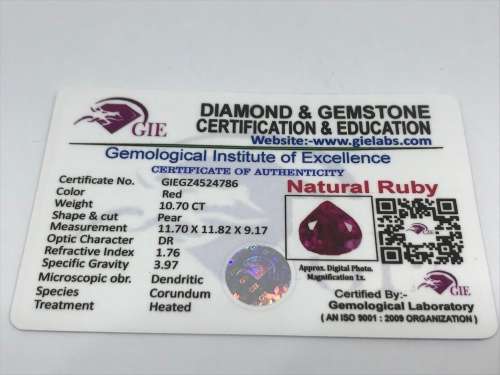 GIE
DIAMOND & GEMSTONE
CERTIFICATION & EDUCATION
Website:-www.gielabs.com
Gemological Institute of Excellence
CERTIFICATE OF AUTHENTICITY
Certificate No. GIEGZ4524786
Natural Ruby
Color Red
Weight 10.70 CT
Shape & cut Pear
Measurement 11.70 X 11.82 X 9.17
Optic Character DR
Refractive Index 1.76
Specific Gravity 3.97
Microscopic obr. Dendritic
Species Corundum
Treatment Heated
Approx. Digital Photo.
Magnification 1x.
GIE
Certified By:-
Gemological Laboratory
( AN ISO 9001 : 2009 ORGANIZATION )